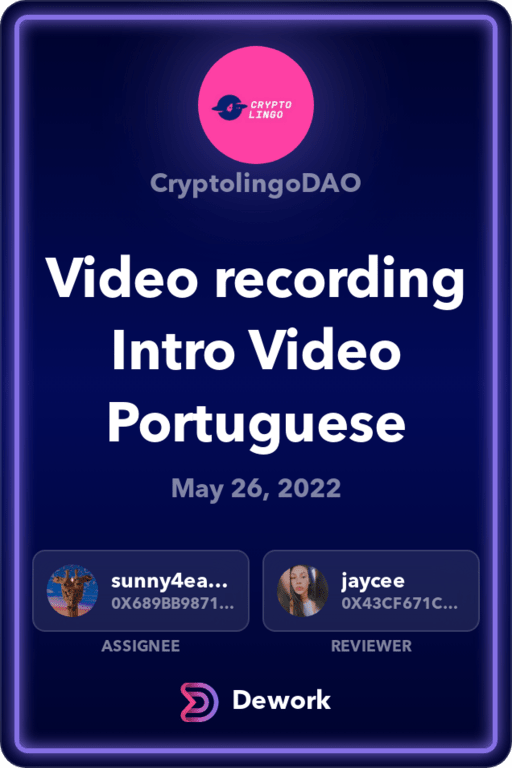 CRYPTO
LINGO
CryptolingoDAO
Video recording
Intro Video
Portuguese
May 26, 2022
sunny4ea...
0X689BB9871...
jaycee
0X43CF671C...
ASSIGNEE
REVIEWER
Dework